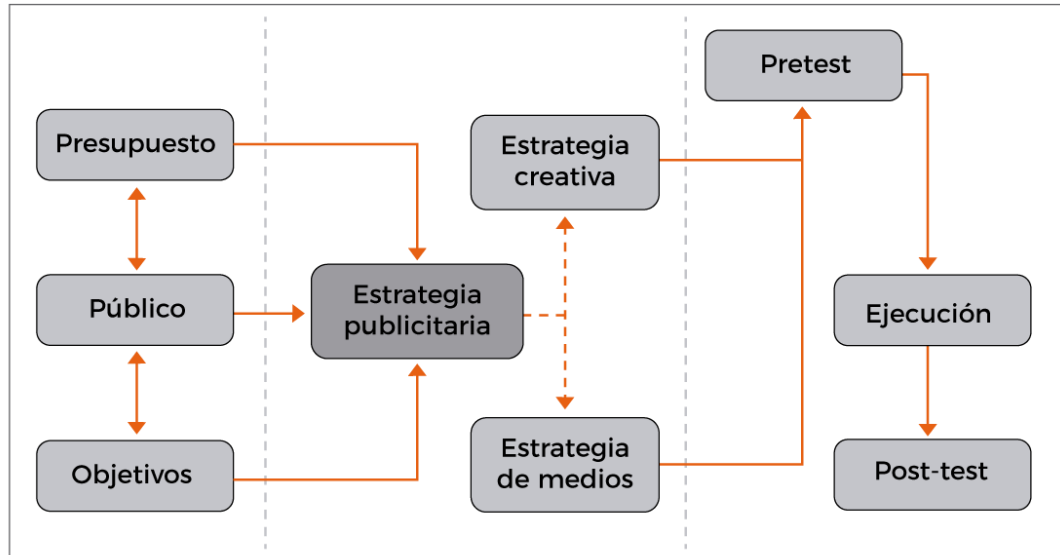 Presupuesto
Público
Objetivos
Estrategia
publicitaria
Estrategia
creativa
Estrategia
de medios
Pretest
Ejecución
Post-test